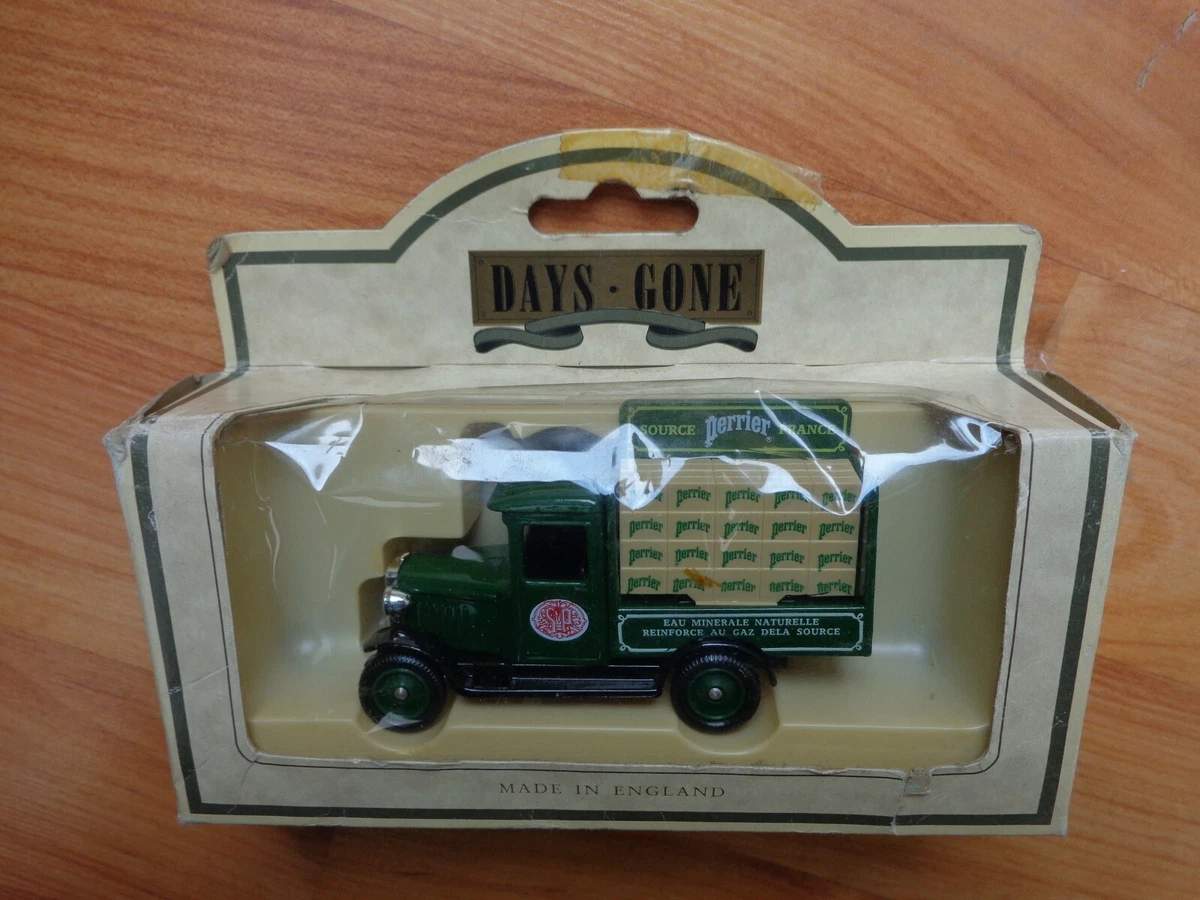 DAYS · GONE
SOURCE perrier FRANCE
perrier perrier perrier perrier
perrier perrier perrier perrier perrier
perrier perrier perrier perrier perrier
perrier perrier perrier perrier perrier
EAU MINERALE NATURELLE
REINFORCE AU GAZ DELA SOURCE
MADE IN ENGLAND